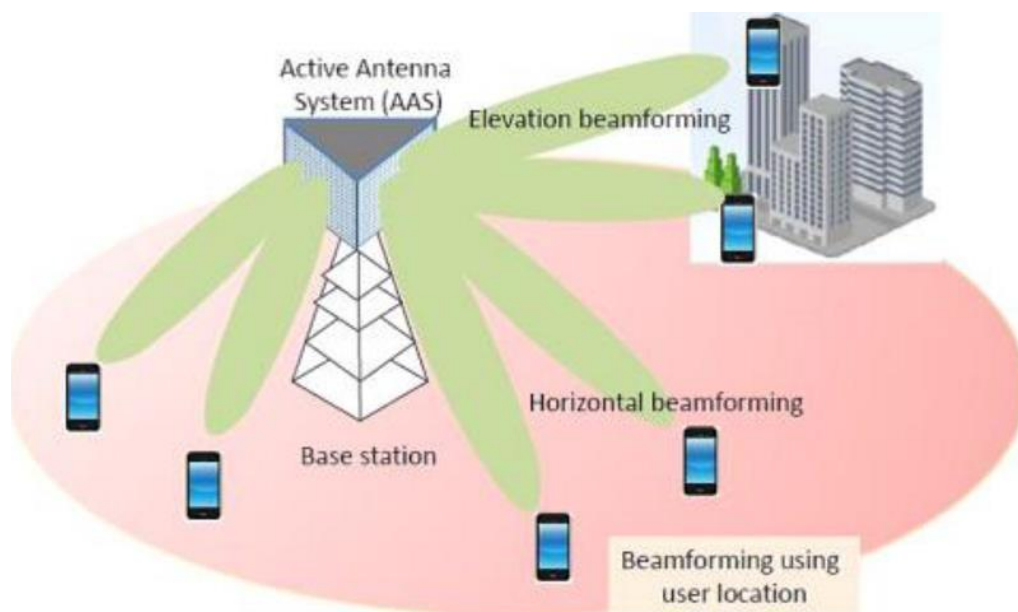 Active Antenna
System (AAS)
Elevation beamforming
Horizontal beamforming
Base station
Beamforming using
user location